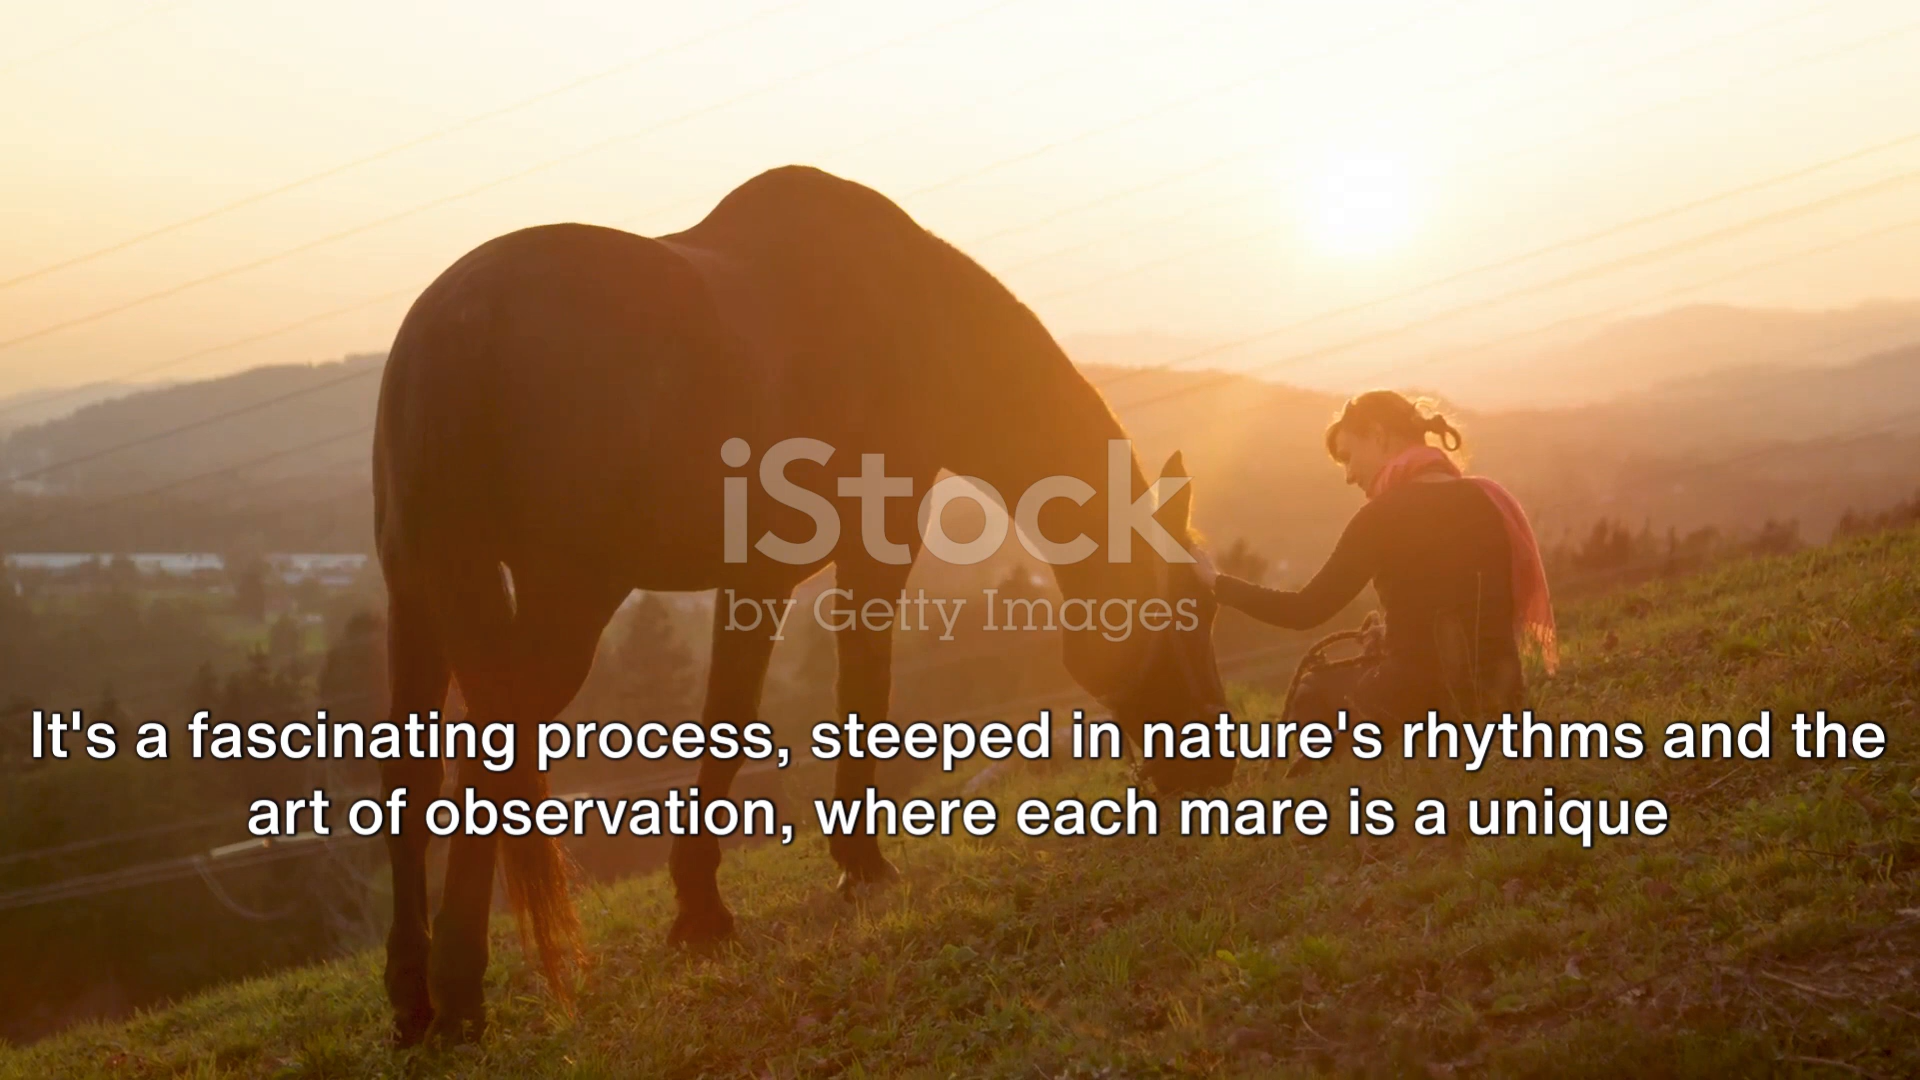 iStock
by Getty Images
It's a fascinating process, steeped in nature's rhythms and the
art of observation, where each mare is a unique